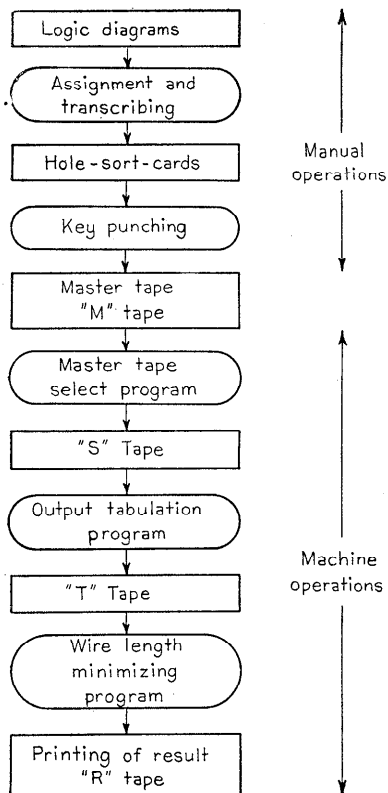 Logic diagrams
Assignment and
transcribing
Hole-sort-cards
Key punching
Manual
operations
Master tape
"M" tape
Master tape
select program
"S" Tape
Output tabulation
program
"T" Tape
Wire length
minimizing
program
Printing of result
"R" tape
Machine
operations